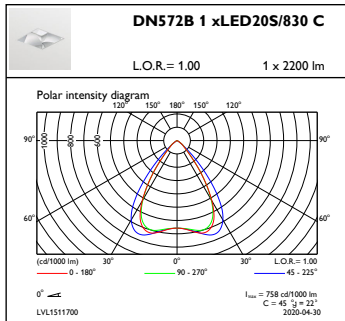 DN572B 1 xLED20S/830 C
L.O.R.= 1.00 1 x 2200 lm
Polar intensity diagram
120° 150° 180° 150° 120°
90° 90°
-1000 -800 -600
60° 60°
30° 0° 30°
(cd/1000 lm) L.O.R.= 1.00
0 - 180° 90 - 270° 45 - 225°
0°
Imax = 758 cd/1000 lm
C = 45 °γ = 22°
LVL1511700 2020-04-30